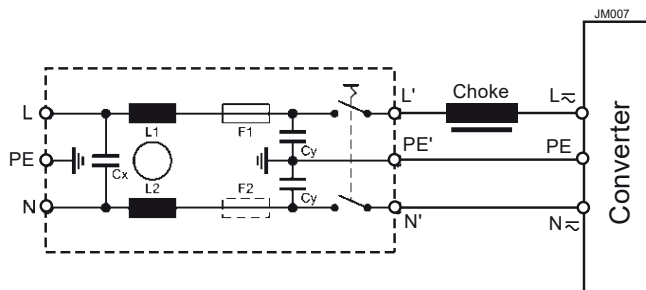 JM007
L' Choke L≂
L
L1 F1 Cy
PE Cx PE' PE
L2 F2 Cy
N
N' N≂
Converter